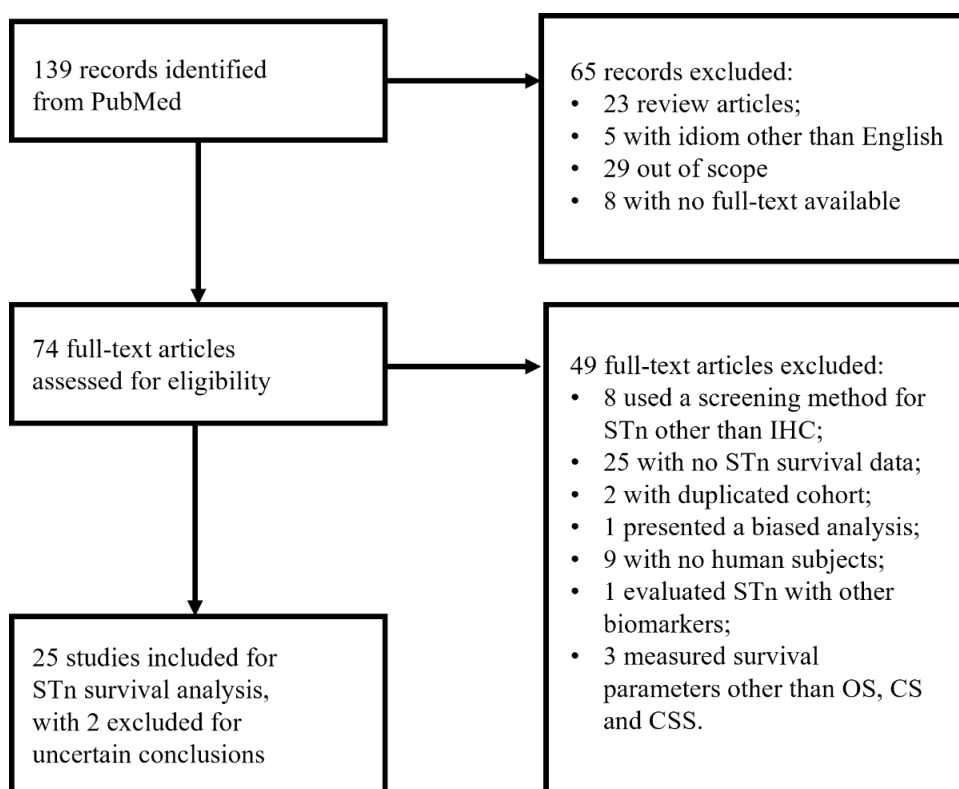 139 records identified
from PubMed
65 records excluded:
• 23 review articles;
• 5 with idiom other than English
• 29 out of scope
• 8 with no full-text available
74 full-text articles
assessed for eligibility
49 full-text articles excluded:
• 8 used a screening method for
STn other than IHC;
• 25 with no STn survival data;
• 2 with duplicated cohort;
• 1 presented a biased analysis;
• 9 with no human subjects;
• 1 evaluated STn with other
biomarkers;
• 3 measured survival
parameters other than OS, CS
and CSS.
25 studies included for
STn survival analysis,
with 2 excluded for
uncertain conclusions